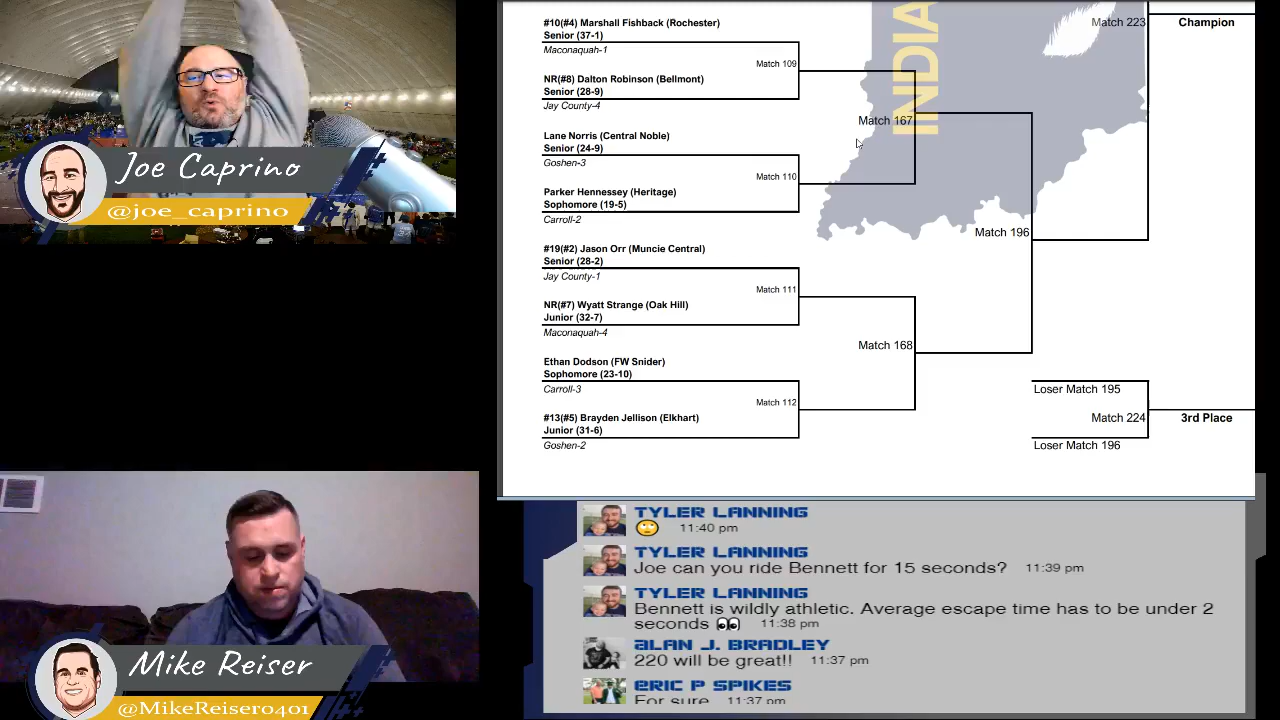 Joe Caprino
@joe_caprino
#10(#4) Marshall Fishback (Rochester)
Senior (37-1)
Maconaquah-1
Match 109
NR(#8) Dalton Robinson (Bellmont)
Senior (28-9)
Jay County-4
Match 167
Lane Norris (Central Noble)
Senior (24-9)
Goshen-3
Match 110
Parker Hennessey (Heritage)
Sophomore (19-5)
Carroll-2
Match 196
#19(#2) Jason Orr (Muncie Central)
Senior (28-2)
Jay County-1
Match 111
NR(#7) Wyatt Strange (Oak Hill)
Junior (32-7)
Maconaquah-4
Match 168
Ethan Dodson (FW Snider)
Sophomore (23-10)
Carroll-3
Match 112
#13(#5) Brayden Jellison (Elkhart)
Junior (31-6)
Goshen-2
INDIA
Match 223
Champion
Loser Match 195
Match 224
3rd Place
Loser Match 196
Mike Reiser
@MikeReiser0401
TYLER LANNING
🙄 11:40 pm
TYLER LANNING
Joe can you ride Bennett for 15 seconds? 11:39 pm
TYLER LANNING
Bennett is wildly athletic. Average escape time has to be under 2
seconds 👀 11:38 pm
ALAN J. BRADLEY
220 will be great!! 11:37 pm
ERIC P SPIKES
For sure 11:37 pm